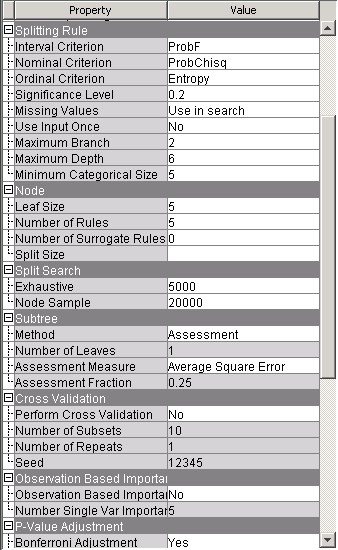 Property Value
Splitting Rule
Interval Criterion ProbF
Nominal Criterion ProbChisq
Ordinal Criterion Entropy
Significance Level 0.2
Missing Values Use in search
Use Input Once No
Maximum Branch 2
Maximum Depth 6
Minimum Categorical Size 5
Node
Leaf Size 5
Number of Rules 5
Number of Surrogate Rules 0
Split Size
Split Search
Exhaustive 5000
Node Sample 20000
Subtree
Method Assessment
Number of Leaves 1
Assessment Measure Average Square Error
Assessment Fraction 0.25
Cross Validation
Perform Cross Validation No
Number of Subsets 10
Number of Repeats 1
Seed 12345
Observation Based Importan
Observation Based Importan No
Number Single Var Importan 5
P-Value Adjustment
Bonferroni Adjustment Yes